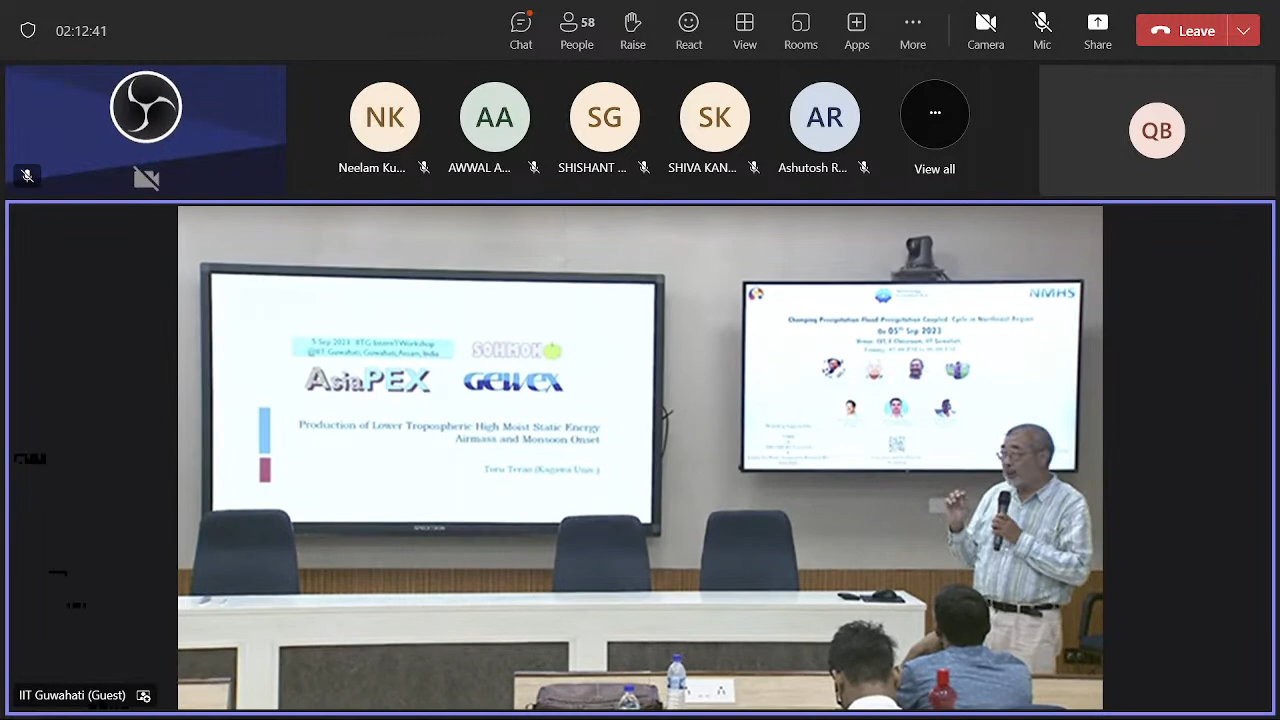 02:12:41
Chat
58
People
Raise
React
View
Rooms
Apps
More
Camera
Mic
Share
Leave
NK
AA
SG
SK
AR
QB
Neelam Ku...
AWWAL A...
SHISHANT ...
SHIVA KAN...
Ashutosh R...
View all
5 Sep 2023 IITG Intern'l Workshop
@IIT Guwahati, Guwahati, Assam, India
SOHMON
AsiaPEX
GEWEX
Production of Lower Tropospheric High Moist Static Energy
Airmass and Monsoon Onset
Toru Terao (Kagawa Univ.)
NMHS
Changing Precipitation-Flood-Precipitation Coupled Cycle in Northeast Region
On 05th Sep 2023
IIT Guwahati (Guest)